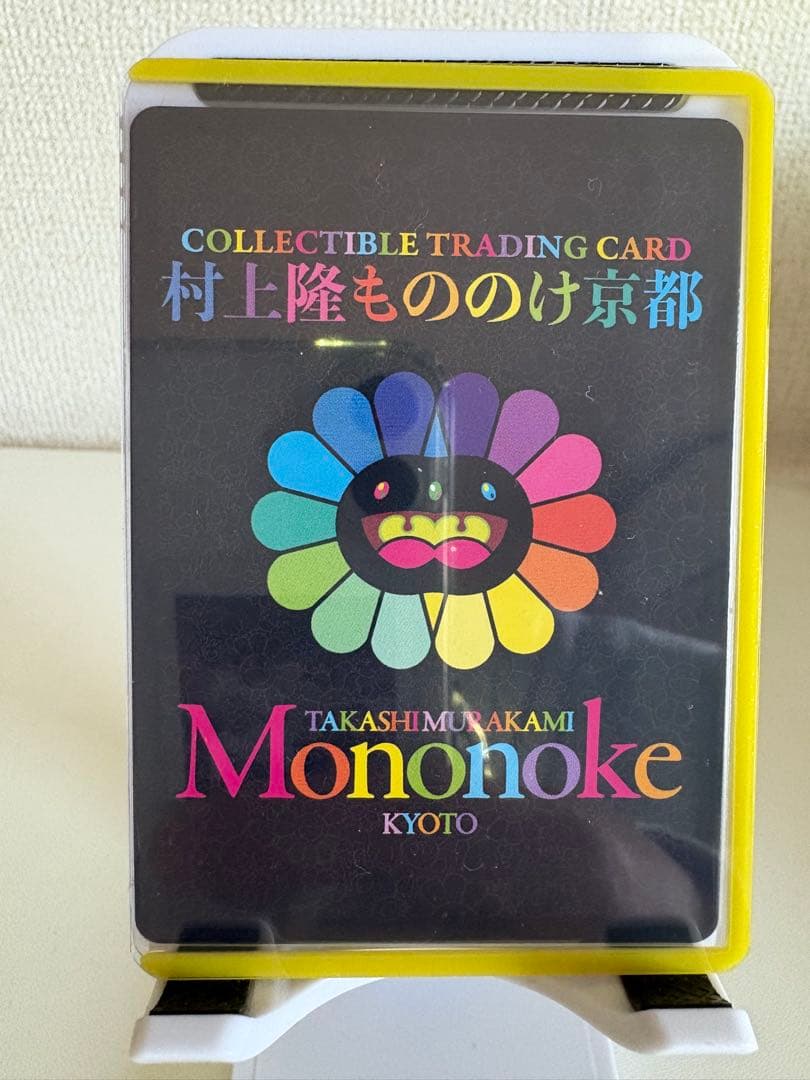 COLLECTIBLE TRADING CARD
村上隆もののけ京都
TAKASHI MURAKAMI
Mononoke
KYOTO